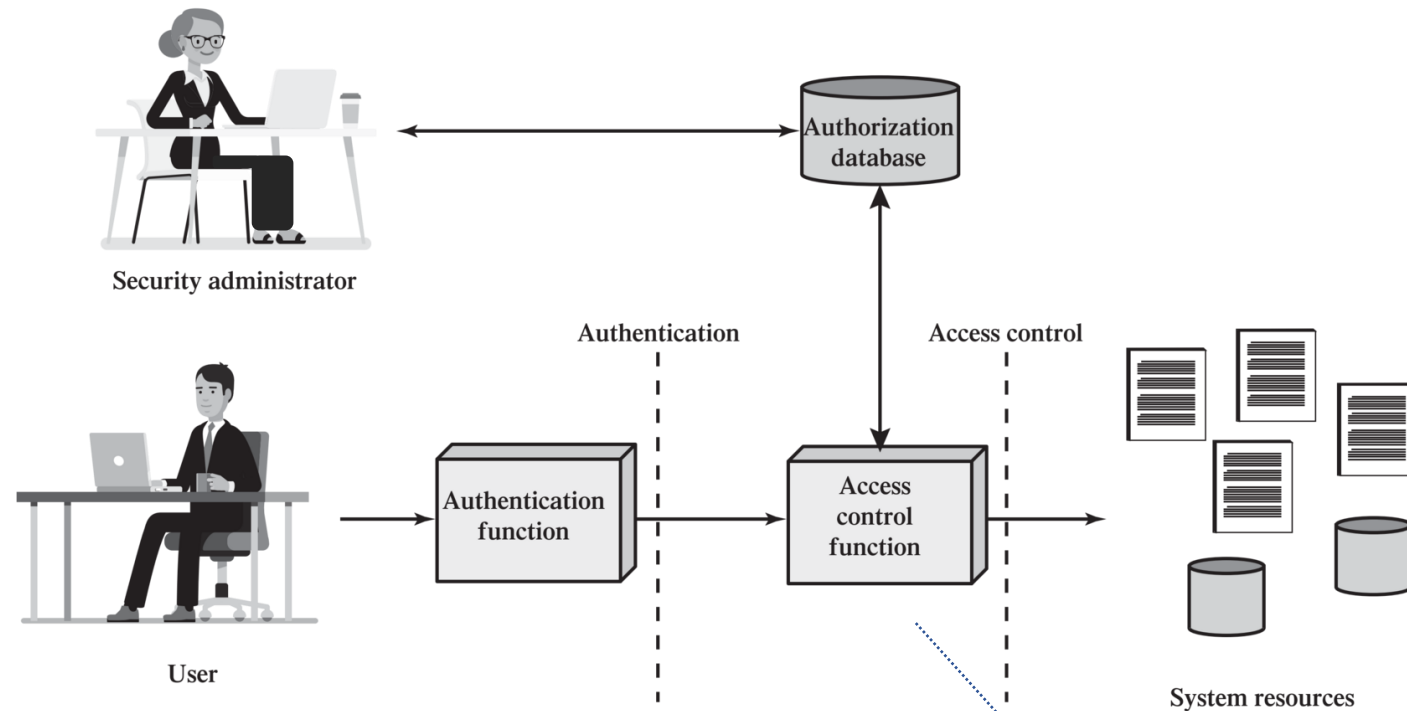 Authorization
database
Security administrator
Authentication
Access control
Authentication
function
Access
control
function
User
System resources